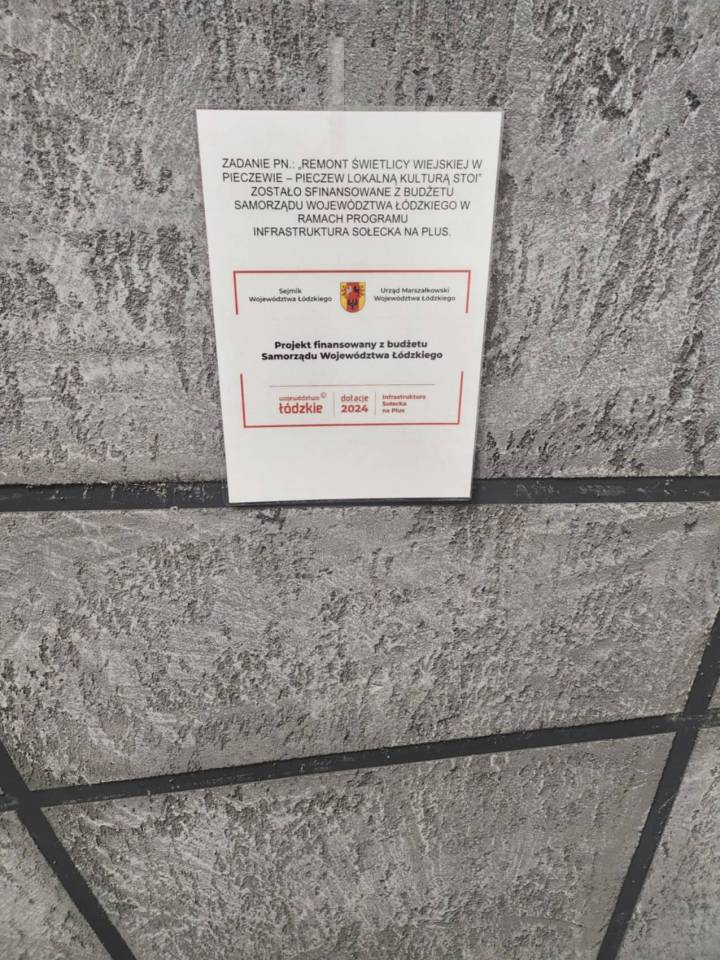 ZADANIE PN.: „REMONT ŚWIETLICY WIEJSKIEJ W
PIECZEWIE – PIECZEW LOKALNĄ KULTURĄ STOI”
ZOSTAŁO SFINANSOWANE Z BUDŻETU
SAMORZĄDU WOJEWÓDZTWA ŁÓDZKIEGO W
RAMACH PROGRAMU
INFRASTRUKTURA SOŁECKA NA PLUS.
Sejmik
Województwa Łódzkiego
Urząd Marszałkowski
Województwa Łódzkiego
Projekt finansowany z budżetu
Samorządu Województwa Łódzkiego
województwo
łódzkie
dotacje
2024
Infrastruktura
Sołecka
na Plus